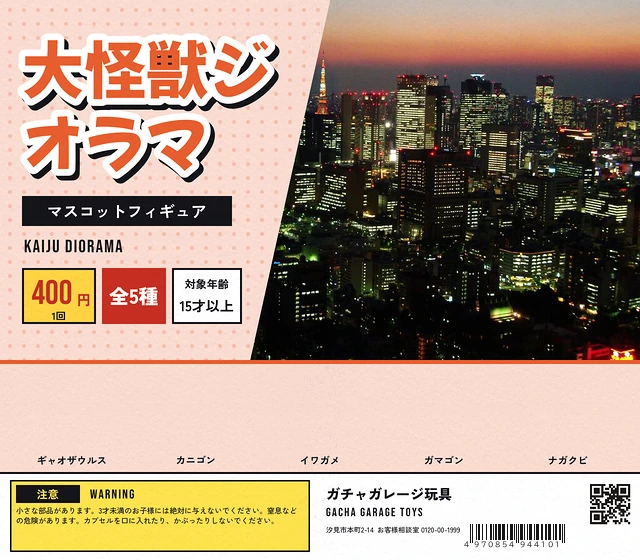 大怪獣ジ
オラマ
マスコットフィギュア
KAIJU DIORAMA
400円
1回
全5種
対象年齢
15才以上
ギャオザウルス
カニゴン
イワガメ
ガマゴン
ナガクビ
注意 WARNING
小さな部品があります。3才未満のお子様には絶対に与えないでください。窒息など
の危険があります。カプセルを口に入れたり、かぶったりしないでください。
ガチャガレージ玩具
GACHA GARAGE TOYS
汐見市本町2-14 お客様相談室 0120-00-1999
4 970854 944101